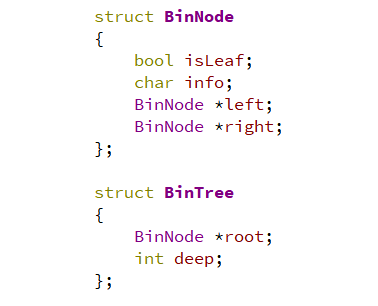 struct BinNode
{
    bool isLeaf;
    char info;
    BinNode *left;
    BinNode *right;
};

struct BinTree
{
    BinNode *root;
    int deep;
};